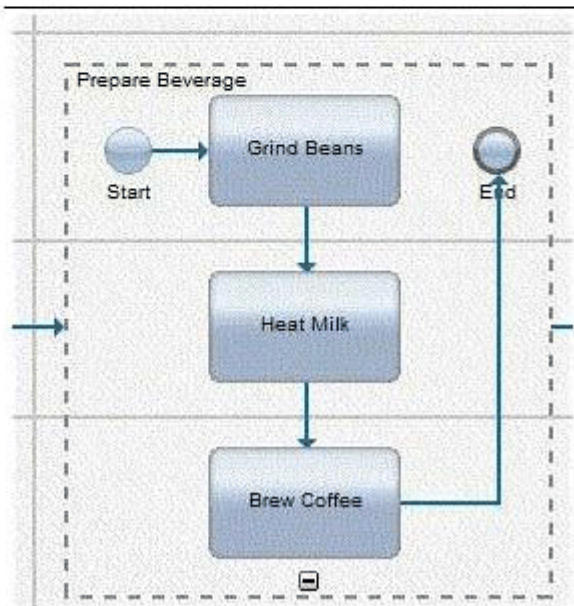 Prepare Beverage
Grind Beans
Start
End
Heat Milk
Brew Coffee